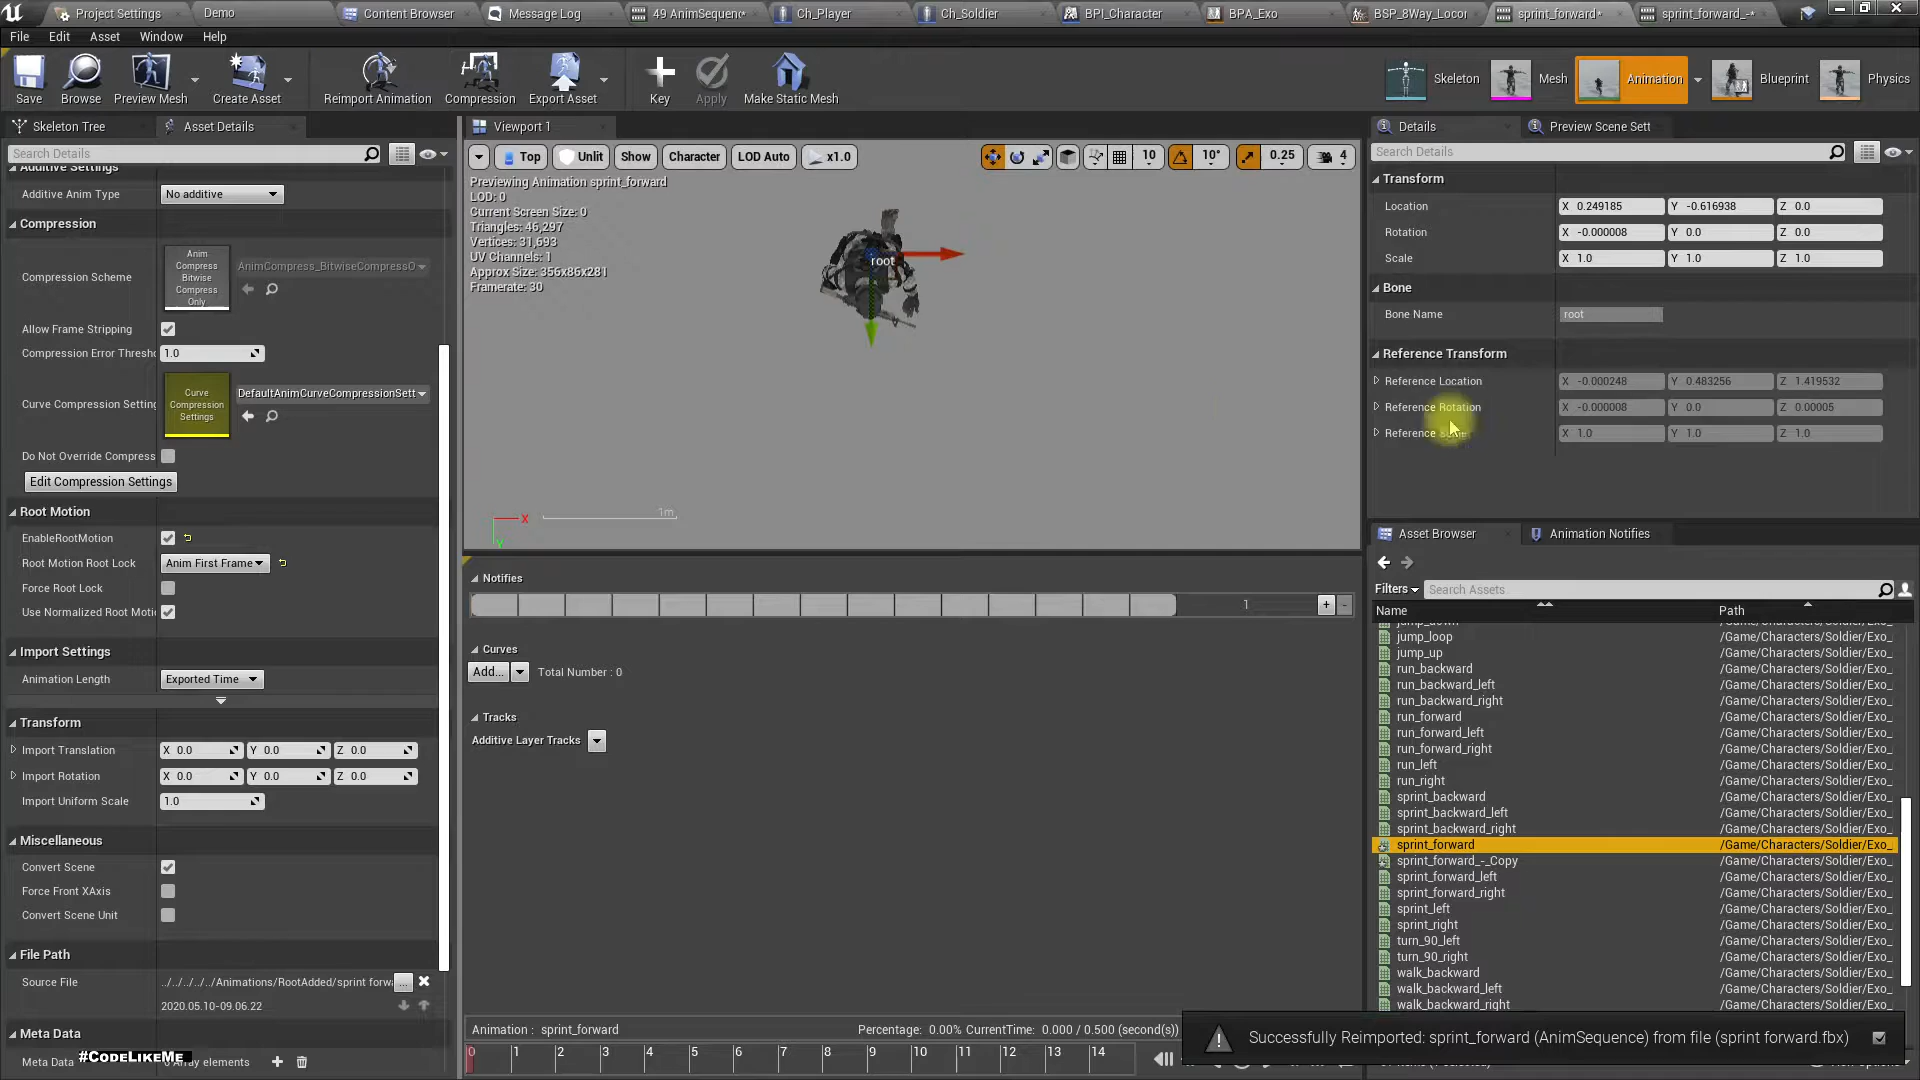 Project Settings
Demo
Content Browser
Message Log
49 AnimSequenc*
Ch_Player
Ch_Soldier
BPI_Character
BPA_Exo
BSP_8Way_Locor
sprint_forward*
sprint_forward_-*
File Edit Asset Window Help
Save
Browse
Preview Mesh
Create Asset
Reimport Animation
Compression
Export Asset
Key
Apply
Make Static Mesh
Skeleton
Mesh
Animation
Blueprint
Physics
Skeleton Tree
Asset Details
Search Details
Additive Settings
Additive Anim Type No additive
Compression
Compression Scheme
Anim Compress Bitwise Compress Only
AnimCompress_BitwiseCompressO
Allow Frame Stripping
Compression Error Thresho 1.0
Curve Compression Setting
Curve Compression Settings
DefaultAnimCurveCompressionSett
Do Not Override Compress
Edit Compression Settings
Root Motion
EnableRootMotion
Root Motion Root Lock Anim First Frame
Force Root Lock
Use Normalized Root Motio
Import Settings
Animation Length Exported Time
Transform
Import Translation X 0.0 Y 0.0 Z 0.0
Import Rotation X 0.0 Y 0.0 Z 0.0
Import Uniform Scale 1.0
Miscellaneous
Convert Scene
Force Front XAxis
Convert Scene Unit
File Path
Source File ../../../../../Animations/RootAdded/sprint forwa ...
2020.05.10-09.06.22
Meta Data
Meta Data 0 Array elements
#CodeLikeMe
Viewport 1
Top Unlit Show Character LOD Auto x1.0
10 10° 0.25 4
Previewing Animation sprint_forward
LOD: 0
Current Screen Size: 0
Triangles: 46,297
Vertices: 31,693
UV Channels: 1
Approx Size: 356x86x281
Framerate: 30
root
X
Y
1m
Notifies
1
+ -
Curves
Add... Total Number : 0
Tracks
Additive Layer Tracks
Animation : sprint_forward Percentage: 0.00% CurrentTime: 0.000 / 0.500 (second(s))
0 1 2 3 4 5 6 7 8 9 10 11 12 13 14
Details
Preview Scene Sett
Search Details
Transform
Location X 0.249185 Y -0.616938 Z 0.0
Rotation X -0.000008 Y 0.0 Z 0.0
Scale X 1.0 Y 1.0 Z 1.0
Bone
Bone Name root
Reference Transform
Reference Location X -0.000248 Y 0.483256 Z 1.419532
Reference Rotation X -0.000008 Y 0.0 Z 0.00005
Reference X 1.0 Y 1.0 Z 1.0
Asset Browser
Animation Notifies
Filters Search Assets
Name Path
jump_down /Game/Characters/Soldier/Exo_
jump_loop /Game/Characters/Soldier/Exo_
jump_up /Game/Characters/Soldier/Exo_
run_backward /Game/Characters/Soldier/Exo_
run_backward_left /Game/Characters/Soldier/Exo_
run_backward_right /Game/Characters/Soldier/Exo_
run_forward /Game/Characters/Soldier/Exo_
run_forward_left /Game/Characters/Soldier/Exo_
run_forward_right /Game/Characters/Soldier/Exo_
run_left /Game/Characters/Soldier/Exo_
run_right /Game/Characters/Soldier/Exo_
sprint_backward /Game/Characters/Soldier/Exo_
sprint_backward_left /Game/Characters/Soldier/Exo_
sprint_backward_right /Game/Characters/Soldier/Exo_
sprint_forward /Game/Characters/Soldier/Exo_
sprint_forward_-_Copy /Game/Characters/Soldier/Exo_
sprint_forward_left /Game/Characters/Soldier/Exo_
sprint_forward_right /Game/Characters/Soldier/Exo_
sprint_left /Game/Characters/Soldier/Exo_
sprint_right /Game/Characters/Soldier/Exo_
turn_90_left /Game/Characters/Soldier/Exo_
turn_90_right /Game/Characters/Soldier/Exo_
walk_backward /Game/Characters/Soldier/Exo_
walk_backward_left /Game/Characters/Soldier/Exo_
walk_backward_right /Game/Characters/Soldier/Exo_
Successfully Reimported: sprint_forward (AnimSequence) from file (sprint forward.fbx)